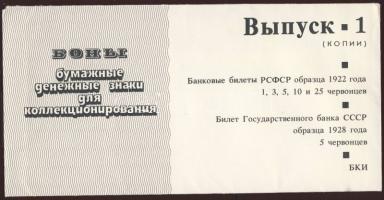 БОНЫ
бумажные
денежные знаки
для
коллекционирования
Выпуск ▪ 1
(КОПИИ)
Банковые билеты РСФСР образца 1922 года
1, 3, 5, 10 и 25 червонцев
Билет Государственного банка СССР
образца 1928 года
5 червонцев
БКИ